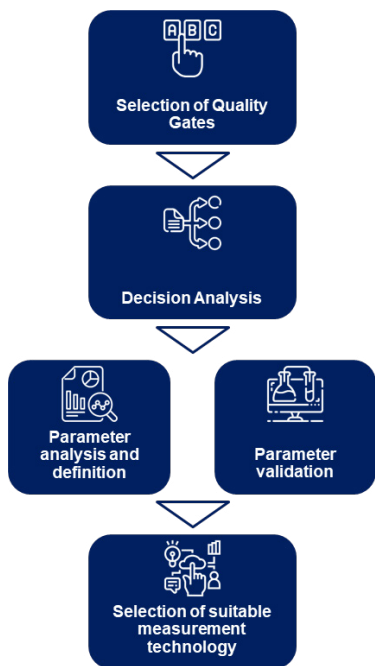 A B C
Selection of Quality
Gates
Decision Analysis
Parameter
analysis and
definition
Parameter
validation
Selection of suitable
measurement
technology